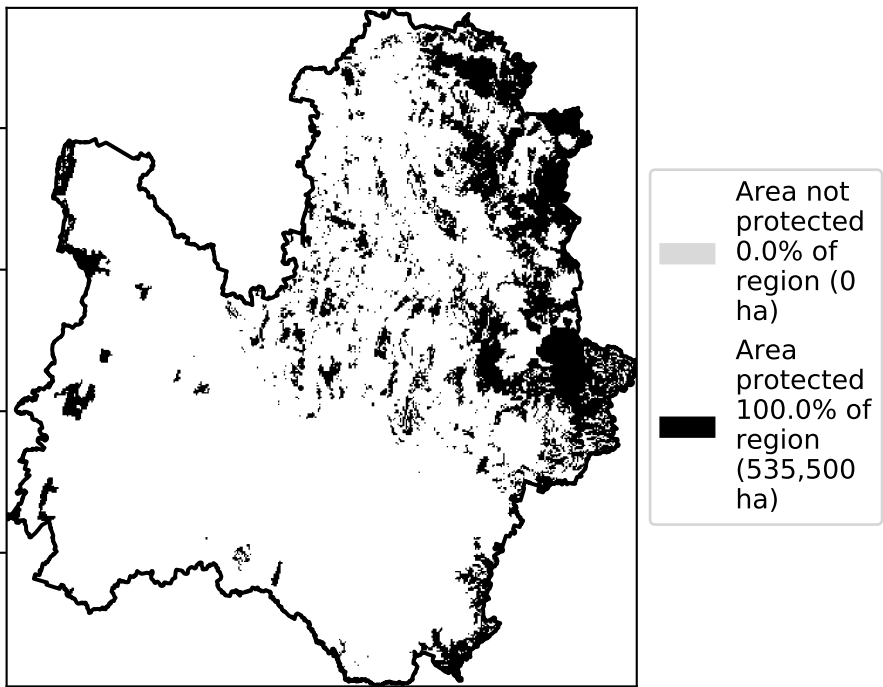 Area not
protected
0.0% of
region (0
ha)
Area
protected
100.0% of
region
(535,500
ha)